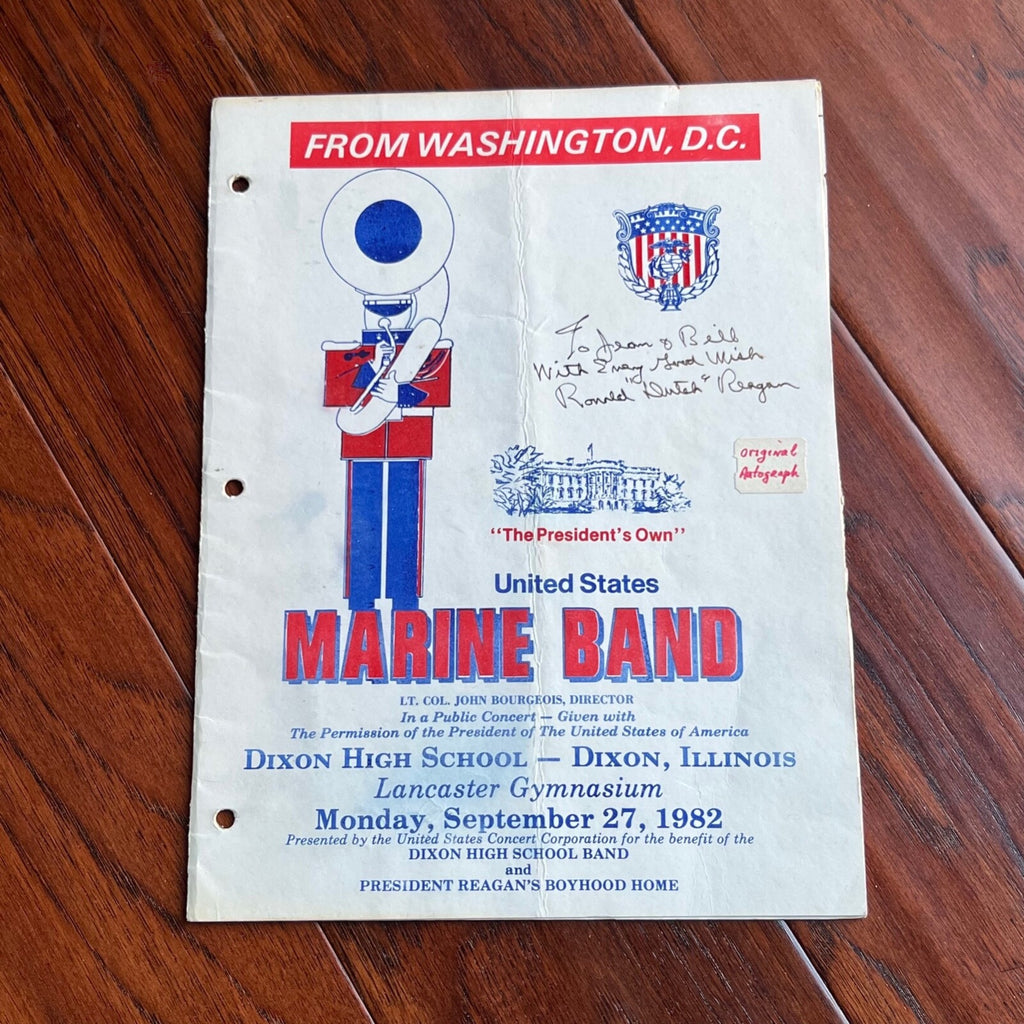 FROM WASHINGTON, D.C.
To Jean & Bill
With Every Good Wish
Ronald "Dutch" Reagan
original
Autograph
"The President's Own"
United States
MARINE BAND
LT. COL. JOHN BOURGEOIS, DIRECTOR
In a Public Concert — Given with
The Permission of the President of The United States of America
DIXON HIGH SCHOOL — DIXON, ILLINOIS
Lancaster Gymnasium
Monday, September 27, 1982
Presented by the United States Concert Corporation for the benefit of the
DIXON HIGH SCHOOL BAND
and
PRESIDENT REAGAN'S BOYHOOD HOME